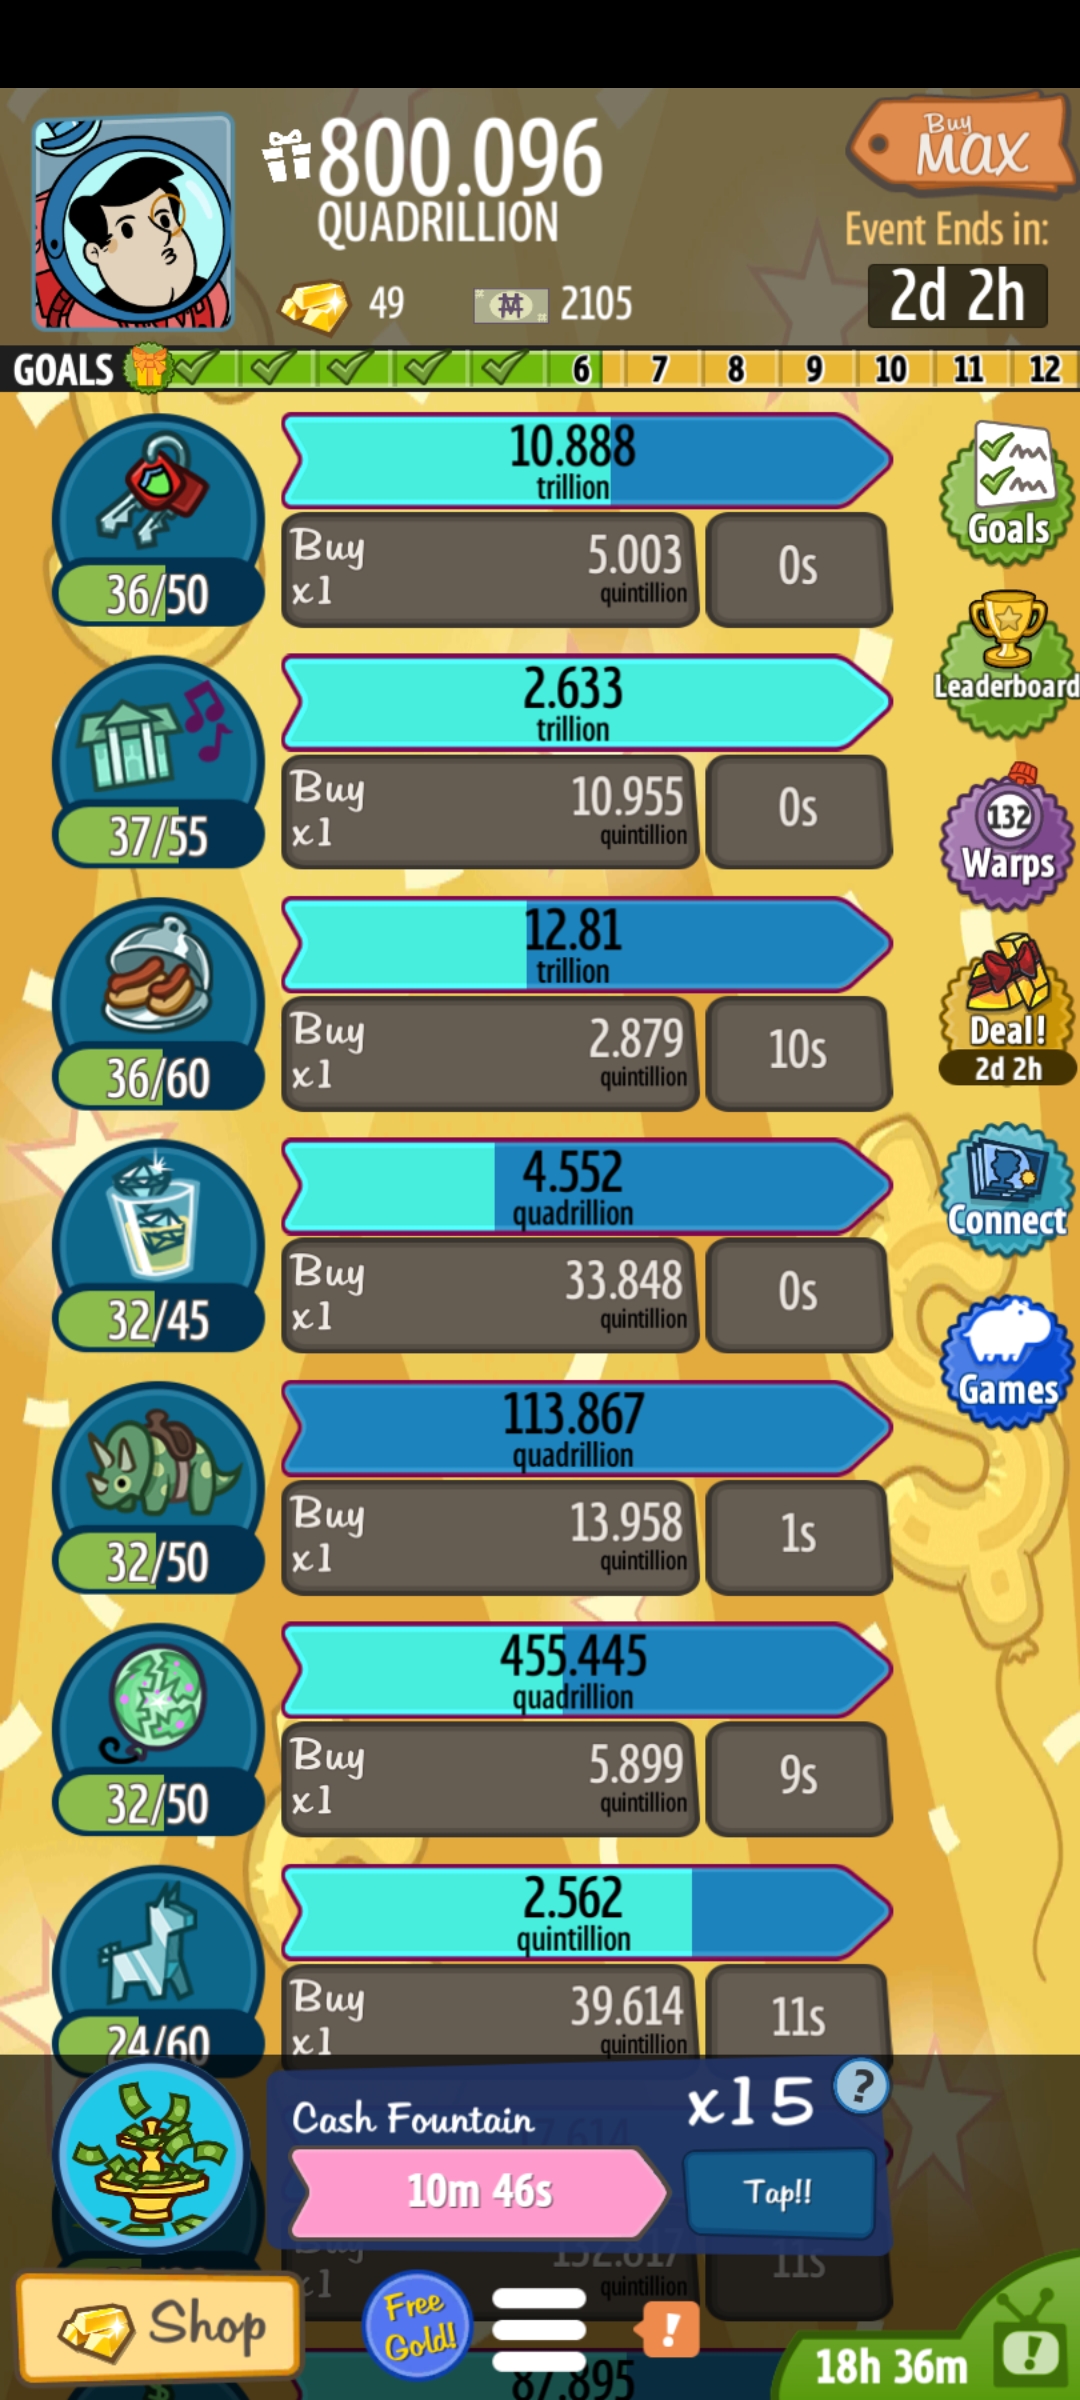 800.096
QUADRILLION
49
2105
Buy
MAX
Event Ends in:
2d 2h
GOALS
6 7 8 9 10 11 12
10.888
trillion
Buy
x1
5.003
quintillion
0s
36/50
Goals
2.633
trillion
Buy
x1
10.955
quintillion
0s
37/55
Leaderboard
132
Warps
12.81
trillion
Buy
x1
2.879
quintillion
10s
36/60
Deal!
2d 2h
4.552
quadrillion
Buy
x1
33.848
quintillion
0s
32/45
Connect
Games
113.867
quadrillion
Buy
x1
13.958
quintillion
1s
32/50
455.445
quadrillion
Buy
x1
5.899
quintillion
9s
32/50
2.562
quintillion
Buy
x1
39.614
quintillion
11s
24/60
Cash Fountain
x15
?
10m 46s
Tap!!
Buy
x1
132.817
quintillion
11s
Shop
Free
Gold!
!
87.895
18h 36m
!